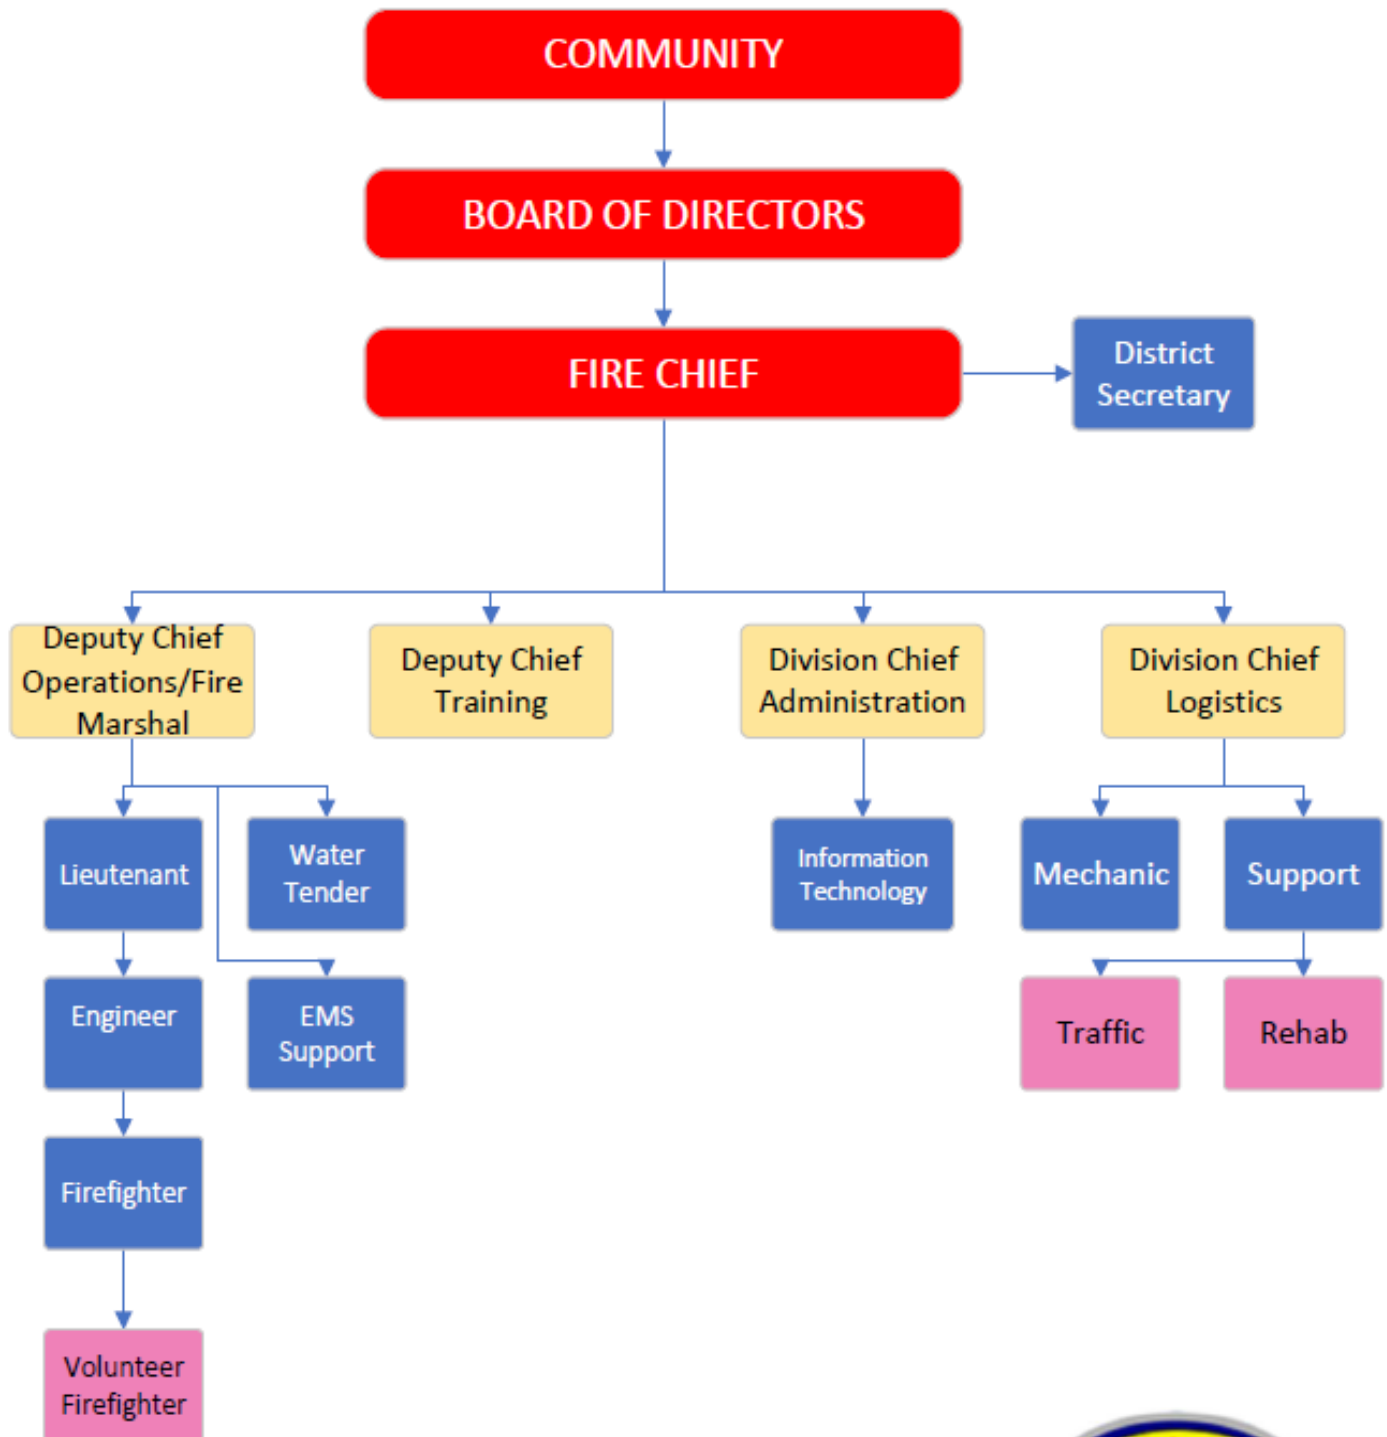 COMMUNITY
BOARD OF DIRECTORS
FIRE CHIEF
District
Secretary
Deputy Chief
Operations/Fire
Marshal
Deputy Chief
Training
Division Chief
Administration
Division Chief
Logistics
Lieutenant
Water
Tender
Information
Technology
Mechanic
Support
Engineer
EMS
Support
Traffic
Rehab
Firefighter
Volunteer
Firefighter